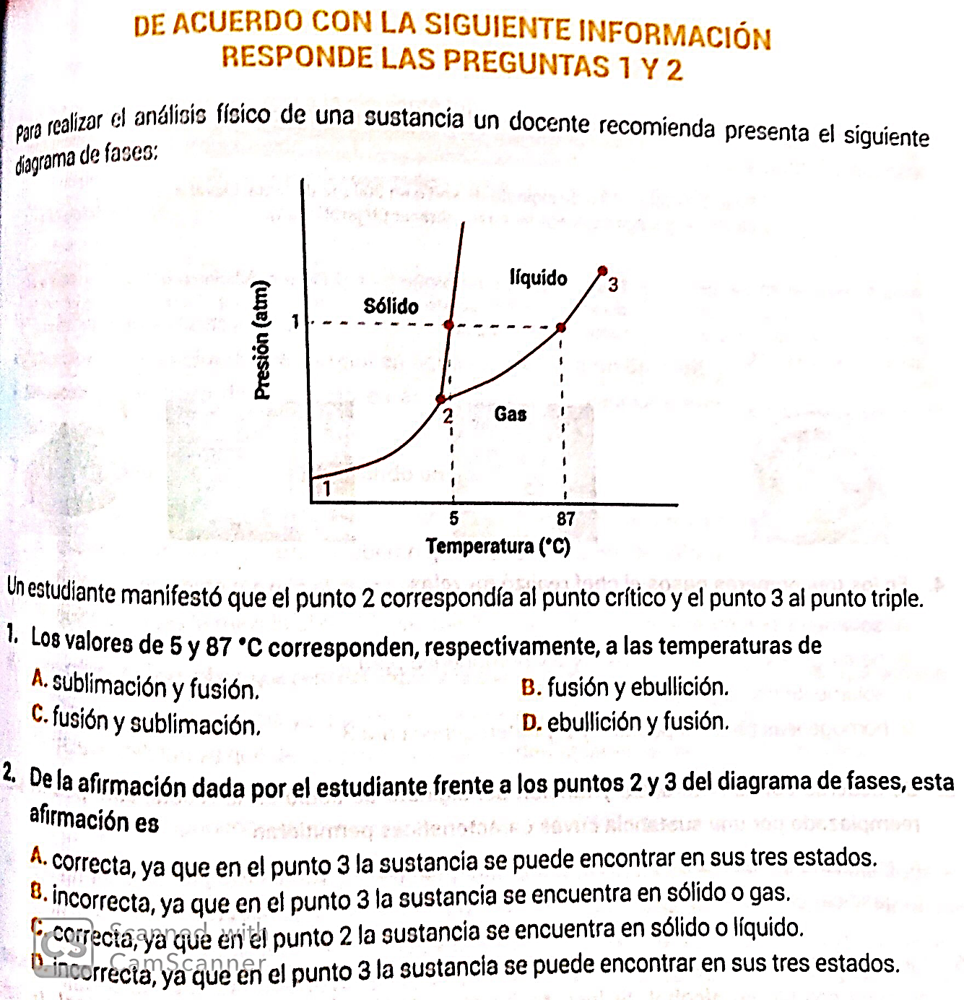 DE ACUERDO CON LA SIGUIENTE INFORMACIÓN
RESPONDE LAS PREGUNTAS 1 Y 2
Para realizar el análisis físico de una sustancia un docente recomienda presenta el siguiente
diagrama de fases:
Presión (atm)
líquido
3
Sólido
1
2
Gas
1
5
87
Temperatura (°C)
Un estudiante manifestó que el punto 2 correspondía al punto crítico y el punto 3 al punto triple.
1. Los valores de 5 y 87 °C corresponden, respectivamente, a las temperaturas de
A. sublimación y fusión.
B. fusión y ebullición.
C. fusión y sublimación.
D. ebullición y fusión.
2. De la afirmación dada por el estudiante frente a los puntos 2 y 3 del diagrama de fases, esta
afirmación es
A. correcta, ya que en el punto 3 la sustancia se puede encontrar en sus tres estados.
B. incorrecta, ya que en el punto 3 la sustancia se encuentra en sólido o gas.
C. correcta, ya que en el punto 2 la sustancia se encuentra en sólido o líquido.
D. incorrecta, ya que en el punto 3 la sustancia se puede encontrar en sus tres estados.
CS
Scanned with
CamScanner